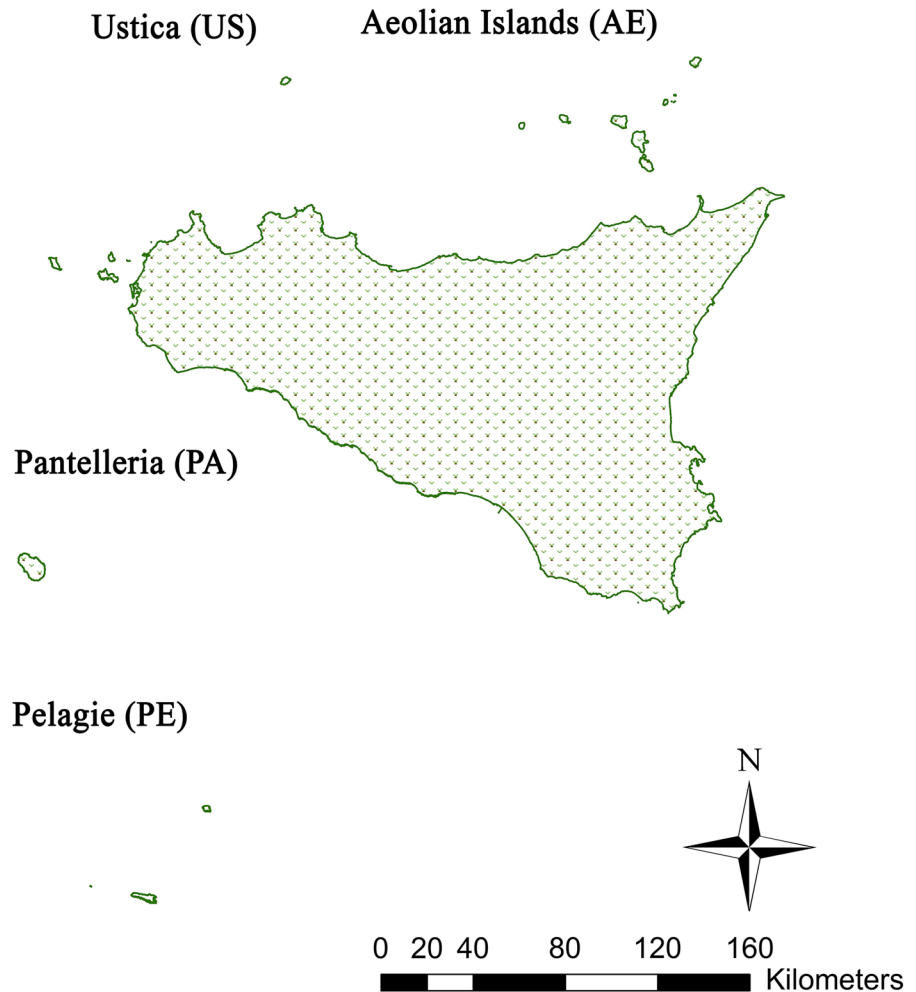 Ustica (US)
Aeolian Islands (AE)
Pantelleria (PA)
Pelagie (PE)
N
0 20 40 80 120 160
Kilometers